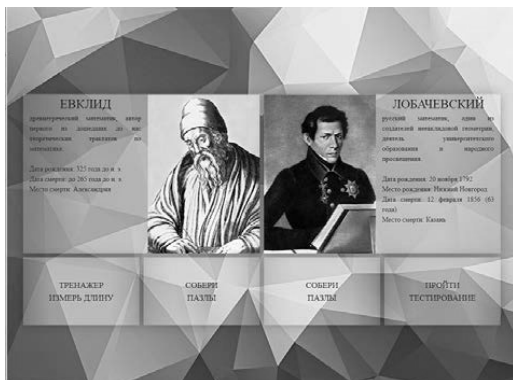 ЕВКЛИД
древнегреческий математик, автор
первого из дошедших до нас
теоретических трактатов по
математике.
Дата рождения: 325 года до н. э.
Дата смерти: до 265 года до н. э.
Место смерти: Александрия
ЛОБАЧЕВСКИЙ
русский математик, один из
создателей неевклидовой геометрии,
деятель университетского
образования и народного
просвещения.
Дата рождения: 20 ноября 1792
Место рождения: Нижний Новгород
Дата смерти: 12 февраля 1856 (63
года)
Место смерти: Казань
ТРЕНАЖЕР
ИЗМЕРЬ ДЛИНУ
СОБЕРИ
ПАЗЛЫ
СОБЕРИ
ПАЗЛЫ
ПРОЙТИ
ТЕСТИРОВАНИЕ